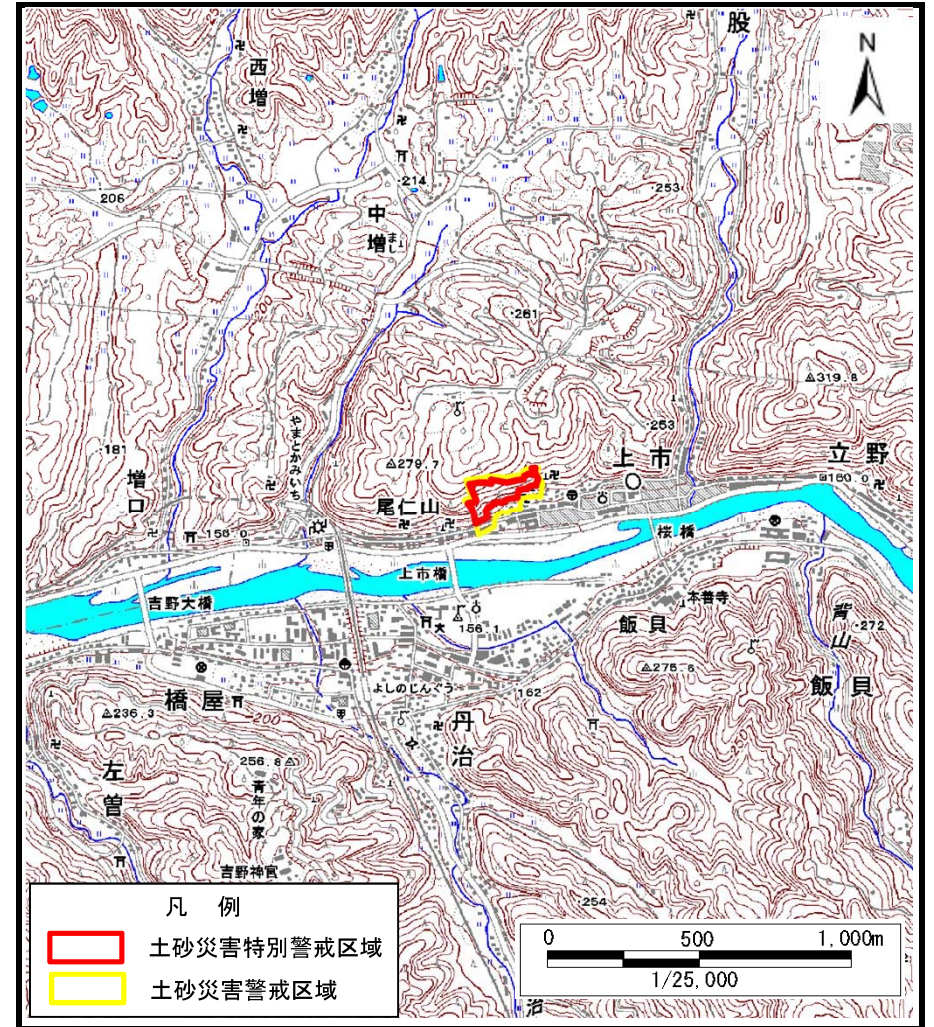 股
N
西増
206
214
中増
まし
253
261
319.8
253
181
やまとかみいち
279.7
上市
立野
160.0
増口
尾仁山
156.0
桜橋
上市橋
吉野大橋
本善寺
156.1
飯貝
背山
272
275.6
橋屋
よしのじんぐう
162
飯貝
236.3
200
丹治
256.8
左曽
青年の家
吉野神宮
254
凡 例
土砂災害特別警戒区域
土砂災害警戒区域
0 500 1,000m
1/25,000
治